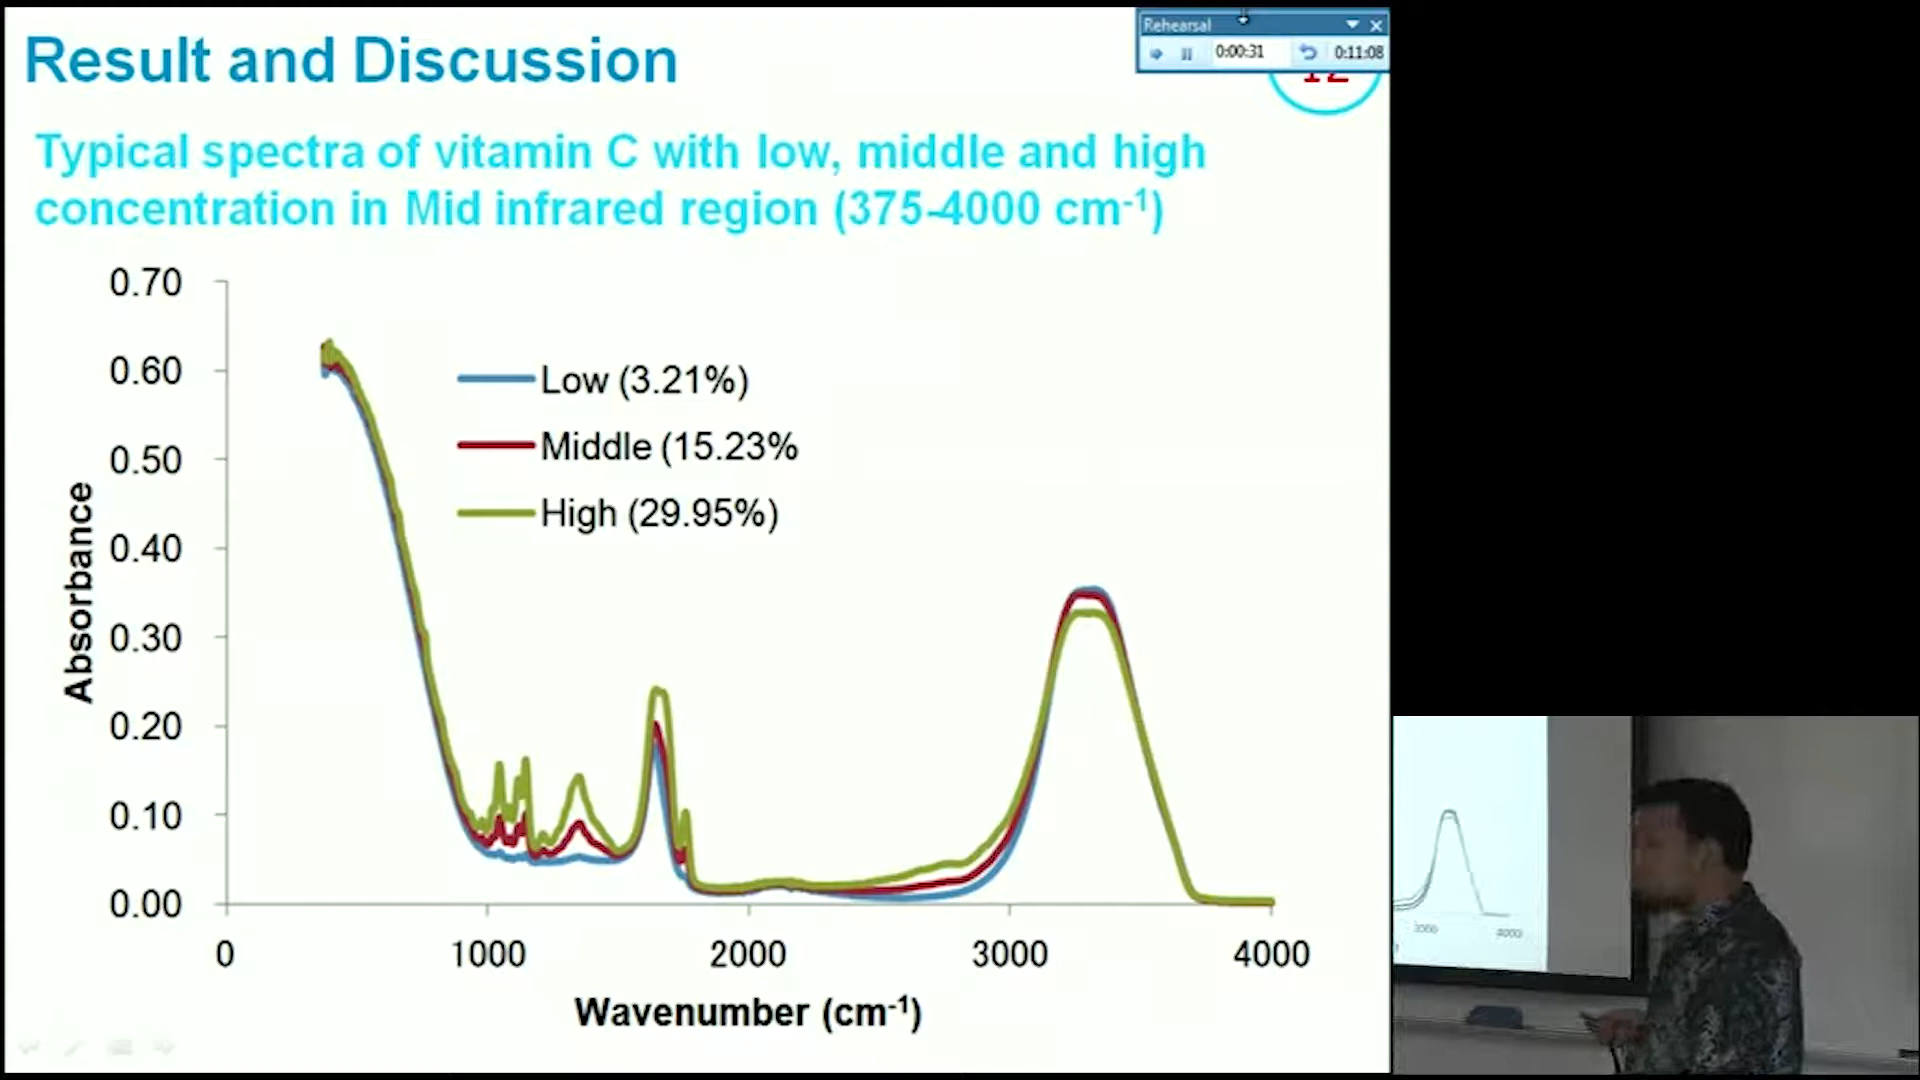 Result and Discussion
Rehearsal
0:00:31
0:11:08
12
Typical spectra of vitamin C with low, middle and high
concentration in Mid infrared region (375-4000 cm⁻¹)
0.70
0.60
0.50
0.40
0.30
0.20
0.10
0.00
Absorbance
Low (3.21%)
Middle (15.23%
High (29.95%)
0 1000 2000 3000 4000
Wavenumber (cm⁻¹)
3000 4000